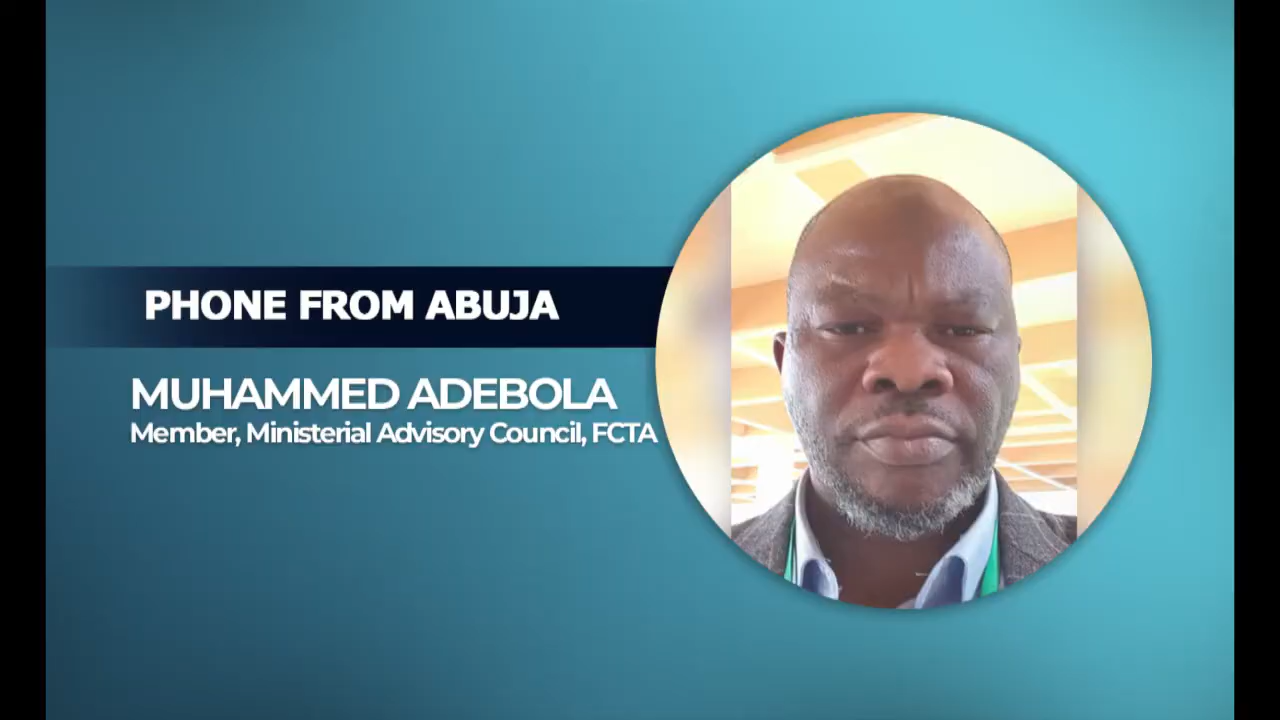 PHONE FROM ABUJA
MUHAMMED ADEBOLA
Member, Ministerial Advisory Council, FCTA